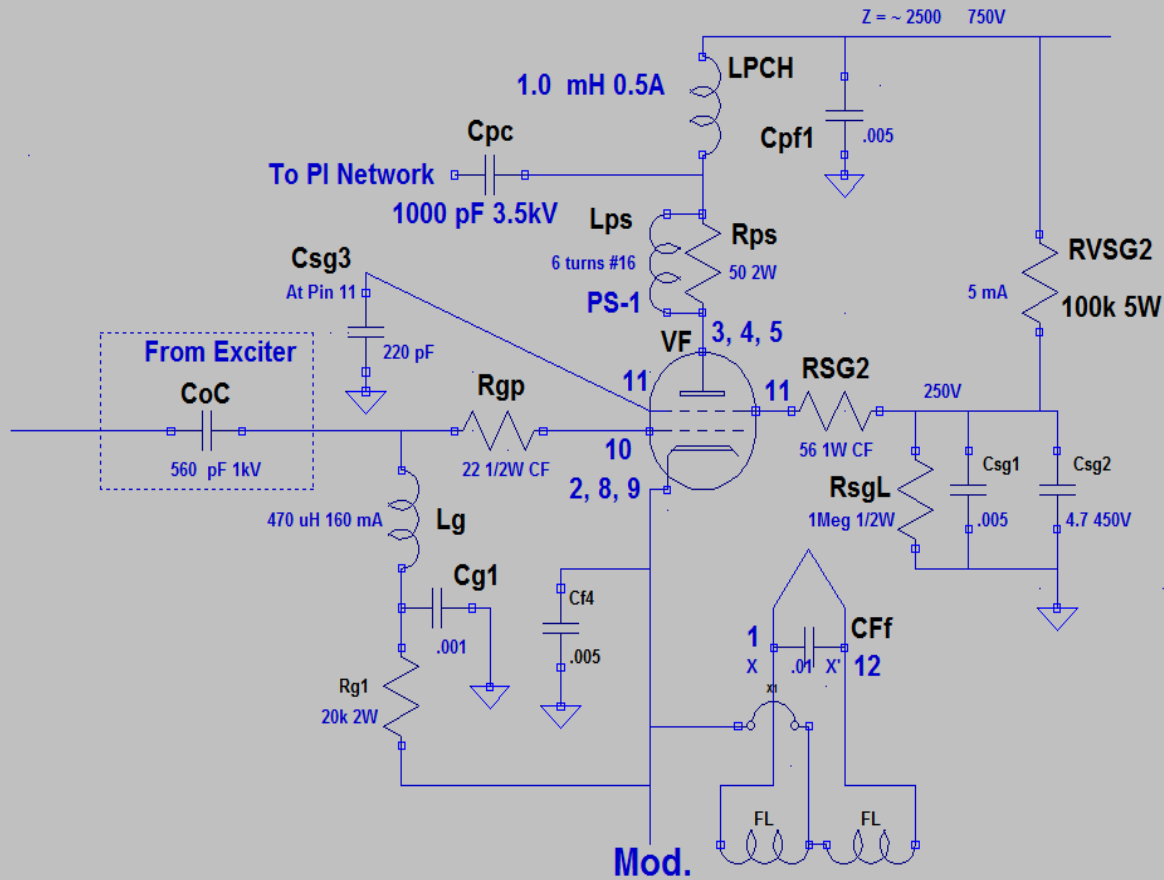 Z = ~ 2500 750V
LPCH
1.0 mH 0.5A
Cpc
Cpf1
.005
To PI Network
1000 pF 3.5kV
Lps
Rps
6 turns #16
50 2W
PS-1
Csg3
At Pin 11
RVSG2
5 mA
100k 5W
220 pF
VF
3, 4, 5
From Exciter
CoC
560 pF 1kV
Rgp
22 1/2W CF
11
10
2, 8, 9
11
RSG2
56 1W CF
250V
Csg1
Csg2
RsgL
1Meg 1/2W
.005
4.7 450V
470 uH 160 mA
Lg
Cg1
.001
Cf4
.005
Rg1
20k 2W
1
CFf
X
.01
X'
12
X1
FL
FL
Mod.